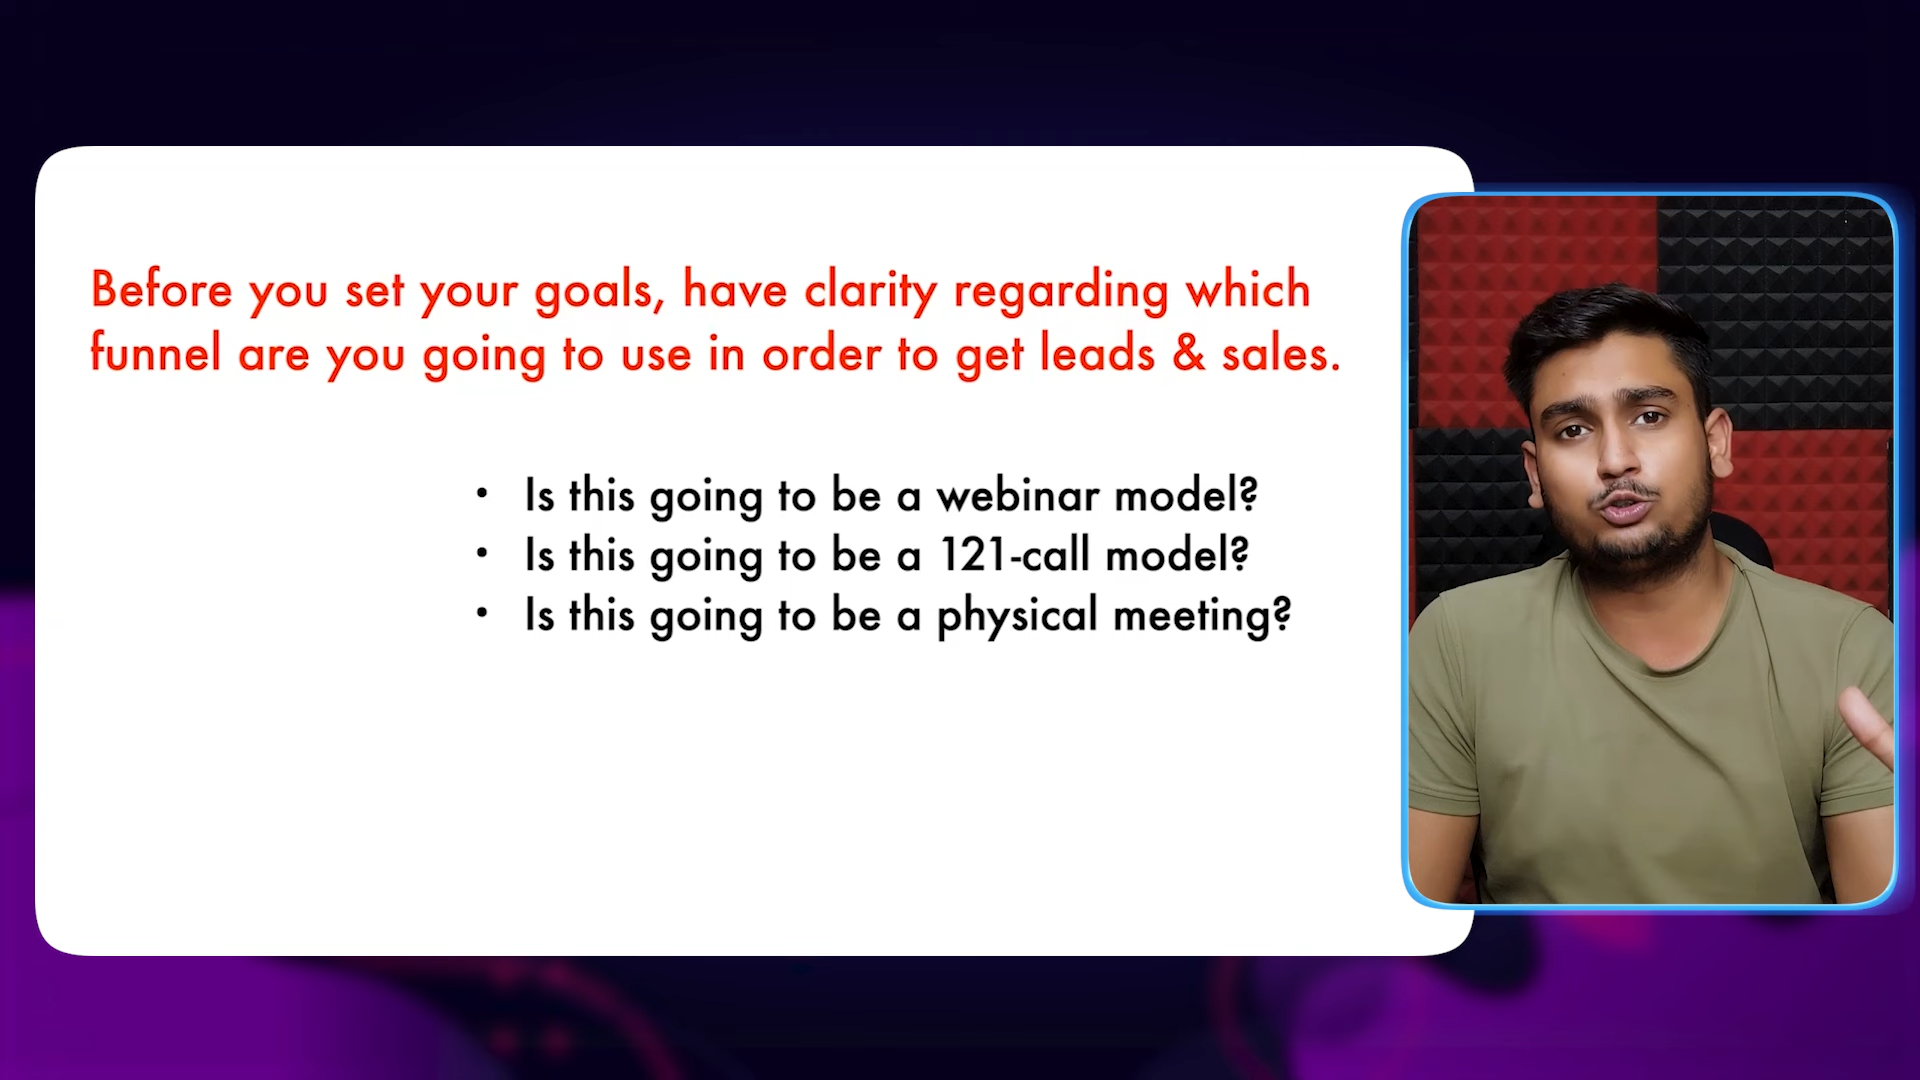 Before you set your goals, have clarity regarding which
funnel are you going to use in order to get leads & sales.
• Is this going to be a webinar model?
• Is this going to be a 121-call model?
• Is this going to be a physical meeting?